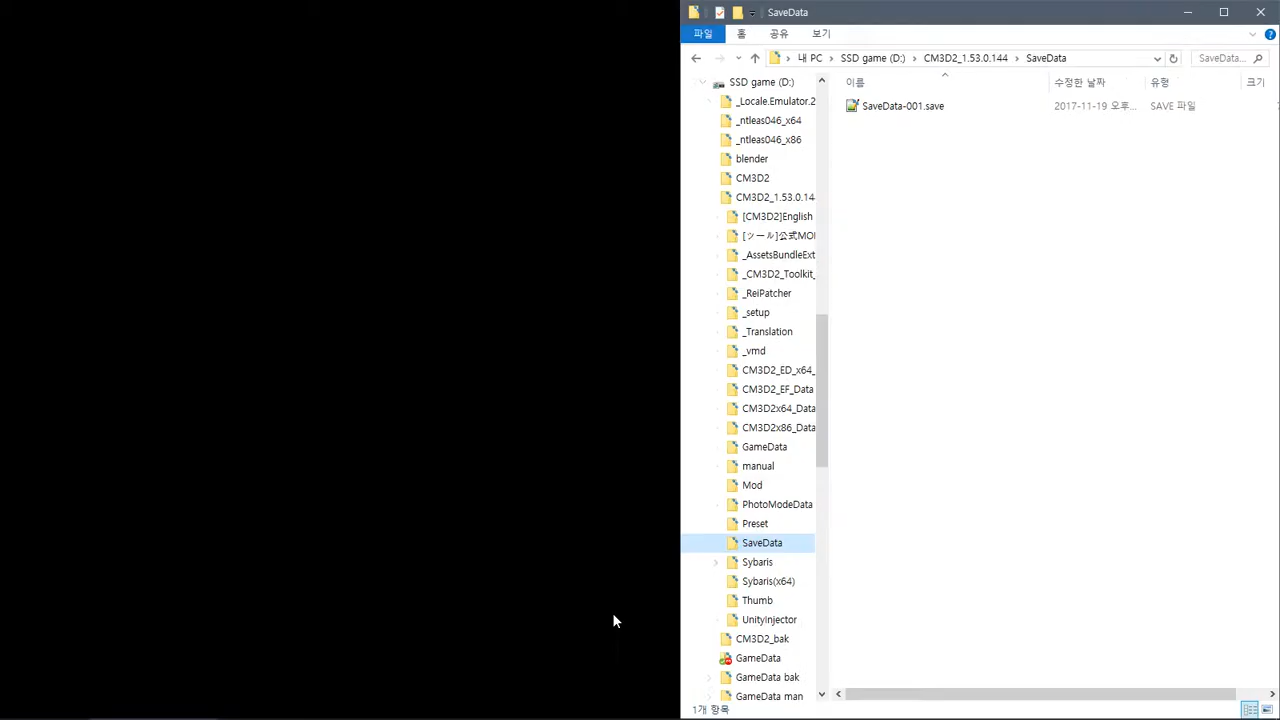 SaveData
파일 홈 공유 보기
내 PC SSD game (D:) CM3D2_1.53.0.144 SaveData SaveData...
SSD game (D:)
_Locale.Emulator.2
_ntleas046_x64
_ntleas046_x86
blender
CM3D2
CM3D2_1.53.0.14
[CM3D2]English
[ツール]公式MO
_AssetsBundleExt
_CM3D2_Toolkit_
_ReiPatcher
_setup
_Translation
_vmd
CM3D2_ED_x64_
CM3D2_EF_Data
CM3D2x64_Data
CM3D2x86_Data
GameData
manual
Mod
PhotoModeData
Preset
SaveData
Sybaris
Sybaris(x64)
Thumb
UnityInjector
CM3D2_bak
GameData
GameData bak
GameData man
이름 수정한 날짜 유형 크기
SaveData-001.save 2017-11-19 오후... SAVE 파일
1개 항목